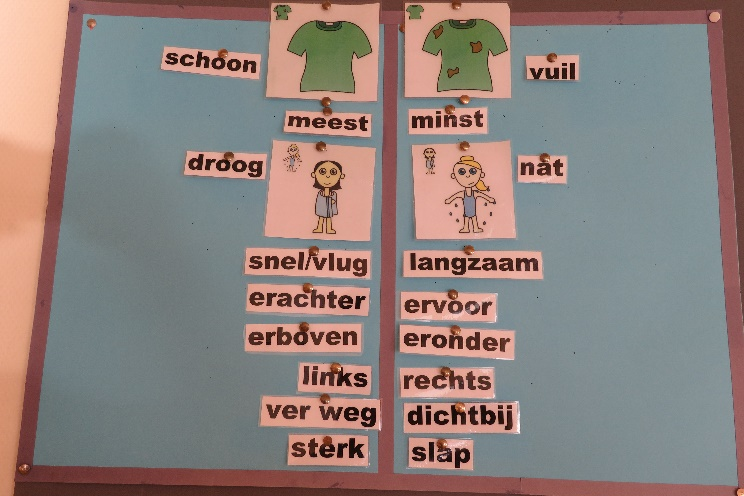 schoon vuil
meest minst
droog nat
snel/vlug langzaam
erachter ervoor
erboven eronder
links rechts
ver weg dichtbij
sterk slap